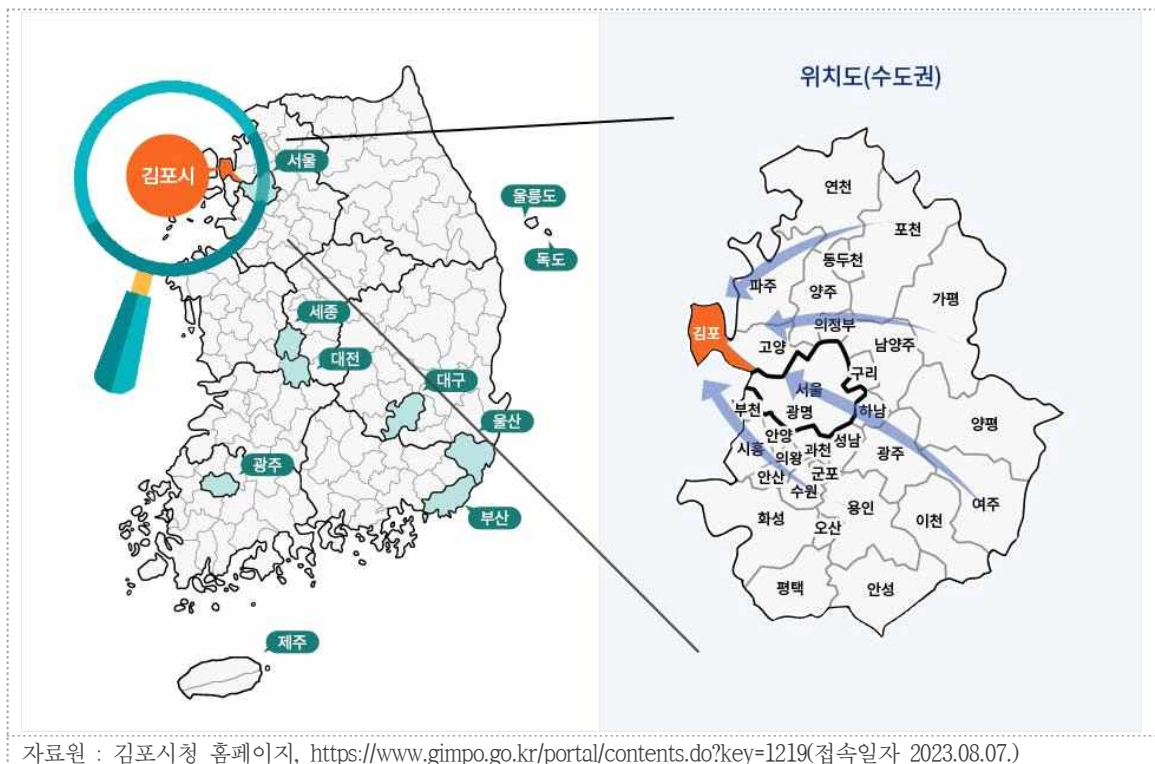 김포시
서울
울릉도
독도
세종
대전
대구
울산
광주
부산
제주
위치도(수도권)
연천
포천
동두천
파주
양주
가평
김포
의정부
고양
남양주
구리
서울
부천
광명
하남
양평
안양
성남
시흥
과천
의왕
광주
군포
안산
수원
여주
용인
이천
화성
오산
평택
안성
자료원 : 김포시청 홈페이지, https://www.gimpo.go.kr/portal/contents.do?key=1219(접속일자 2023.08.07.)